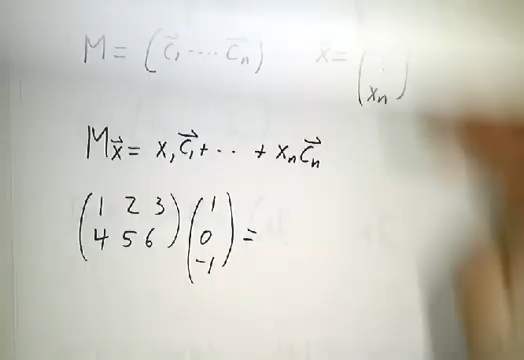 M = (c⃗₁ ---- c⃗ₙ) x⃗ = ( xₙ )
Mx⃗ = x₁c⃗₁ + ·· + xₙc⃗ₙ
(1 2 3) (1)
(4 5 6) (0) =
(-1)